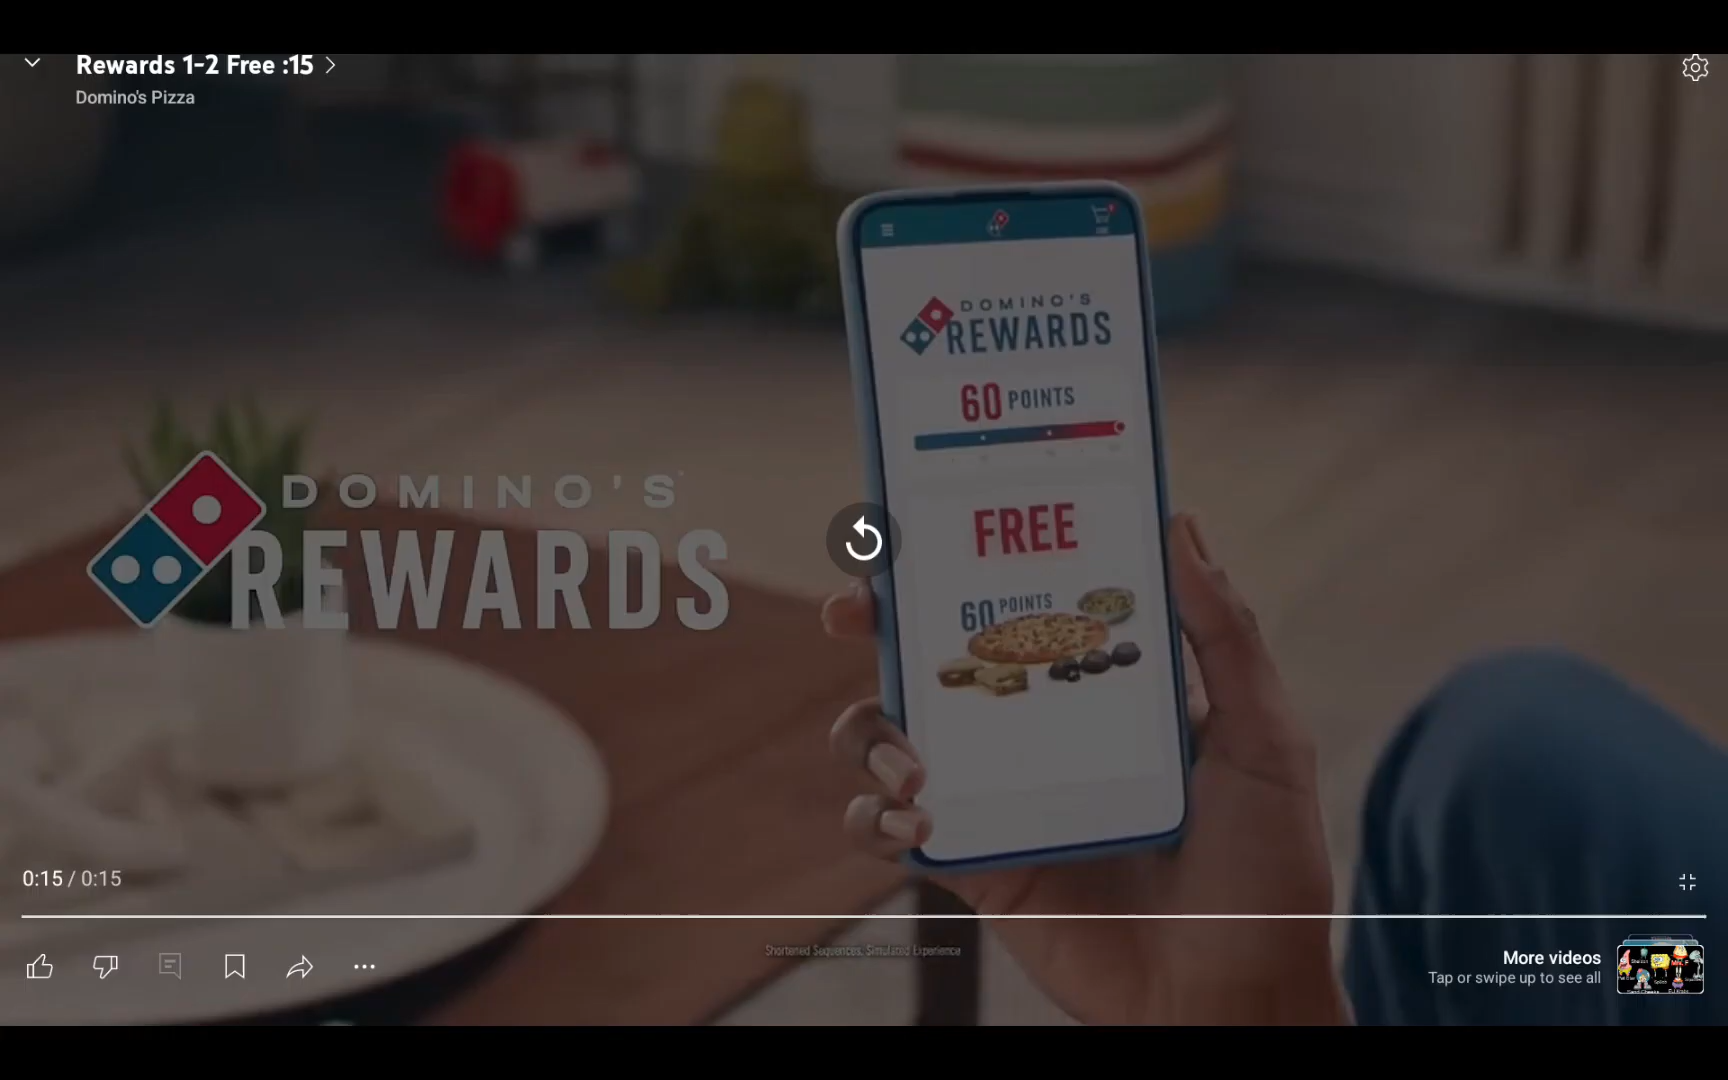 Rewards 1-2 Free :15
Domino's Pizza
DOMINO'S
REWARDS
60 POINTS
FREE
60 POINTS
DOMINO'S
REWARDS
0:15 / 0:15
Shortened Sequences. Simulated Experience
More videos
Tap or swipe up to see all